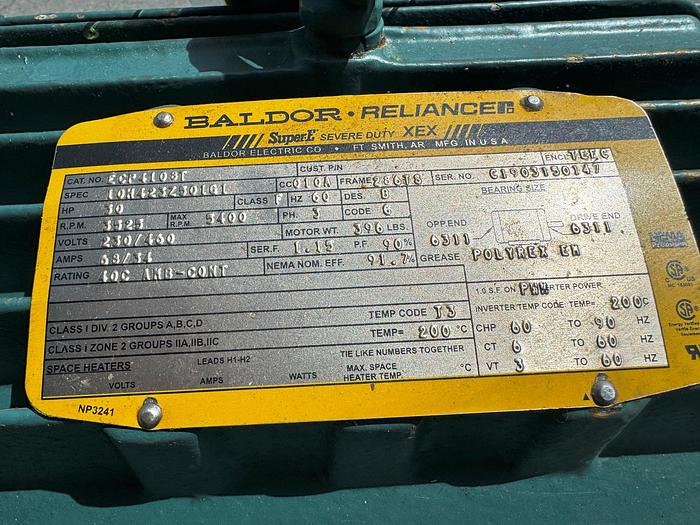 BALDOR • RELIANCER
SuperE SEVERE DUTY XEX
BALDOR ELECTRIC CO • FT SMITH, AR MFG. IN U S A
CAT. NO. ECP4108T CUST. P/N ENCL TEFC
SPEC CC 010A FRAME 286TS SER. NO. C1903150147
HP 30 CLASS F HZ 60 DES. B BEARING SIZE
R.P.M. 3525 MAX R.P.M 5400 PH. 3 CODE G OPP.END DRIVE END
VOLTS 230/460 MOTOR WT. 396 LBS. 6311 6311
AMPS 68/34 SER.F. 1.15 P.F. 90% GREASE POLYREX EM
RATING 40C AMB-CONT NEMA NOM. EFF. 91.7%
1.0 S.F. ON PWM INVERTER POWER
TEMP CODE T3 INVERTER TEMP CODE: TEMP= 200C
CLASS I DIV. 2 GROUPS A,B,C,D TEMP= 200 °C CHP 60 TO 90 HZ
CLASS i ZONE 2 GROUPS IIA,IIB,IIC CT 6 TO 60 HZ
TIE LIKE NUMBERS TOGETHER VT 3 TO 60 HZ
SPACE HEATERS LEADS H1-H2
VOLTS AMPS WATTS MAX. SPACE HEATER TEMP. °C
NP3241